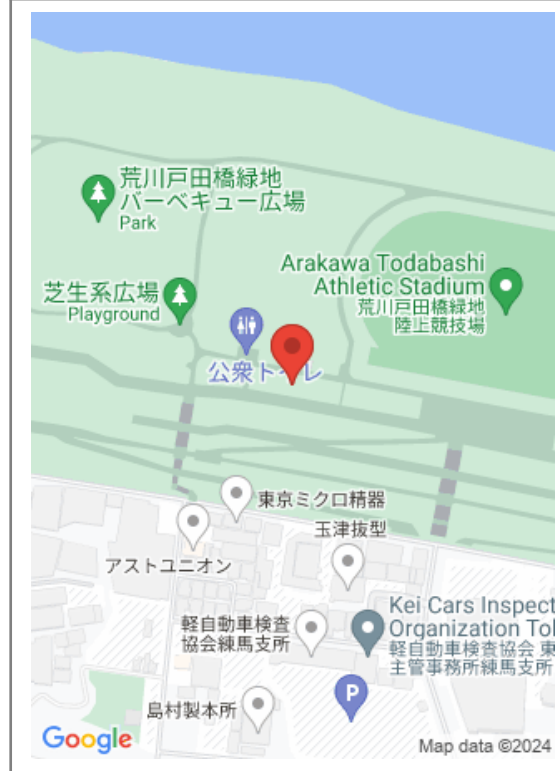 荒川戸田橋緑地
バーベキュー広場
Park
Arakawa Todabashi
Athletic Stadium
荒川戸田橋緑地
陸上競技場
芝生系広場
Playground
公衆トイレ
東京ミクロ精器
玉津抜型
アストユニオン
Kei Cars Inspect
Organization Tol
軽自動車検査協会 東
主管事務所練馬支所
軽自動車検査
協会練馬支所
P
島村製本所
Google
Map data ©2024